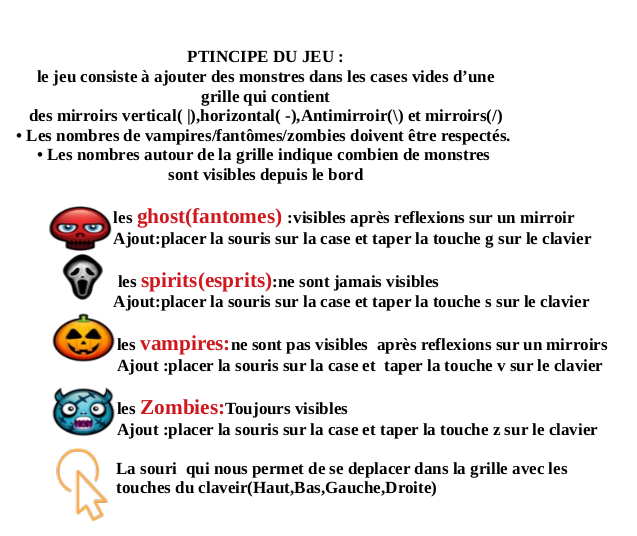 PTINCIPE DU JEU :
le jeu consiste à ajouter des monstres dans les cases vides d’une
grille qui contient
des mirroirs vertical( |),horizontal( -),Antimirroir(\) et mirroirs(/)
• Les nombres de vampires/fantômes/zombies doivent être respectés.
• Les nombres autour de la grille indique combien de monstres
sont visibles depuis le bord
les ghost(fantomes) :visibles après reflexions sur un mirroir
Ajout:placer la souris sur la case et taper la touche g sur le clavier
les spirits(esprits):ne sont jamais visibles
Ajout:placer la souris sur la case et taper la touche s sur le clavier
les vampires:ne sont pas visibles après reflexions sur un mirroirs
Ajout :placer la souris sur la case et taper la touche v sur le clavier
les Zombies:Toujours visibles
Ajout :placer la souris sur la case et taper la touche z sur le clavier
La souri qui nous permet de se deplacer dans la grille avec les
touches du claveir(Haut,Bas,Gauche,Droite)